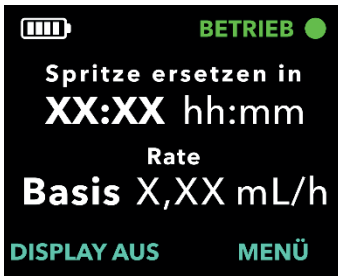 BETRIEB
Spritze ersetzen in
XX:XX hh:mm
Rate
Basis X,XX mL/h
DISPLAY AUS MENÜ